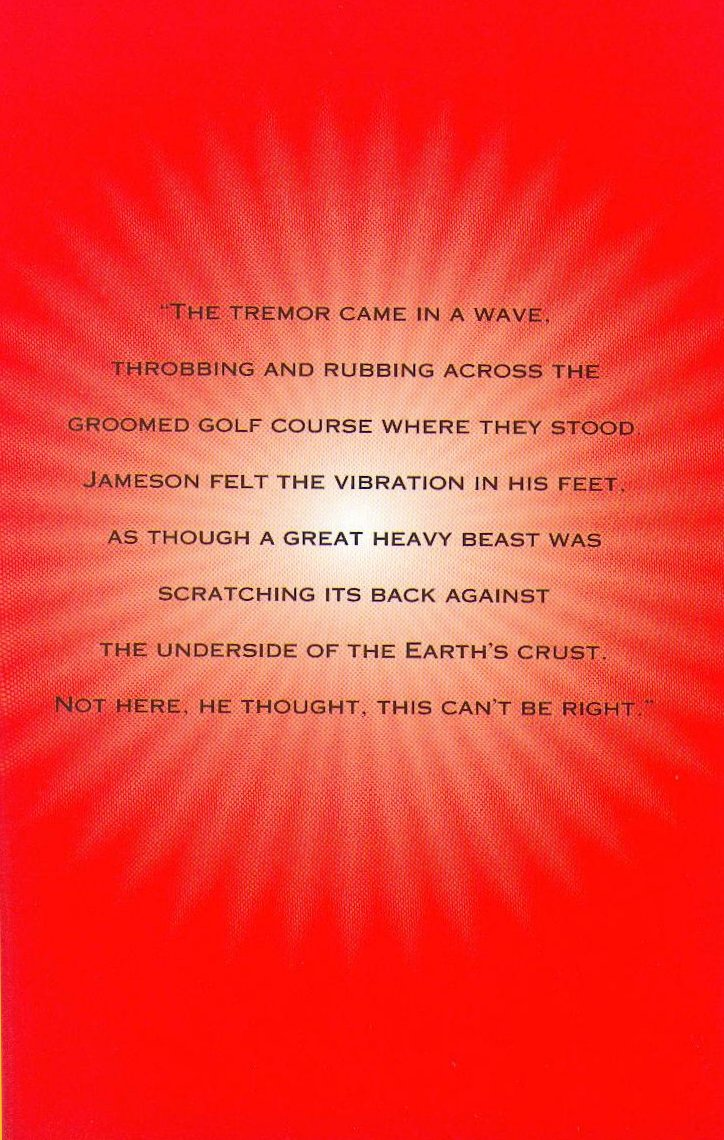 “The tremor came in a wave,
throbbing and rubbing across the
groomed golf course where they stood.
Jameson felt the vibration in his feet,
as though a great heavy beast was
scratching its back against
the underside of the Earth’s crust.
Not here, he thought, this can’t be right.”